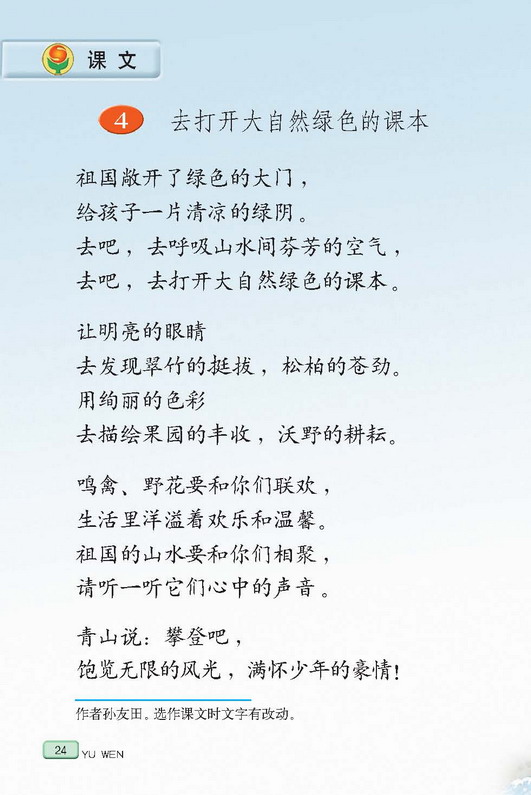 课文
4 去打开大自然绿色的课本
祖国敞开了绿色的大门，
给孩子一片清凉的绿阴。
去吧，去呼吸山水间芬芳的空气，
去吧，去打开大自然绿色的课本。
让明亮的眼睛
去发现翠竹的挺拔，松柏的苍劲。
用绚丽的色彩
去描绘果园的丰收，沃野的耕耘。
鸣禽、野花要和你们联欢，
生活里洋溢着欢乐和温馨。
祖国的山水要和你们相聚，
请听一听它们心中的声音。
青山说：攀登吧，
饱览无限的风光，满怀少年的豪情！
作者孙友田。选作课文时文字有改动。
24 YU WEN